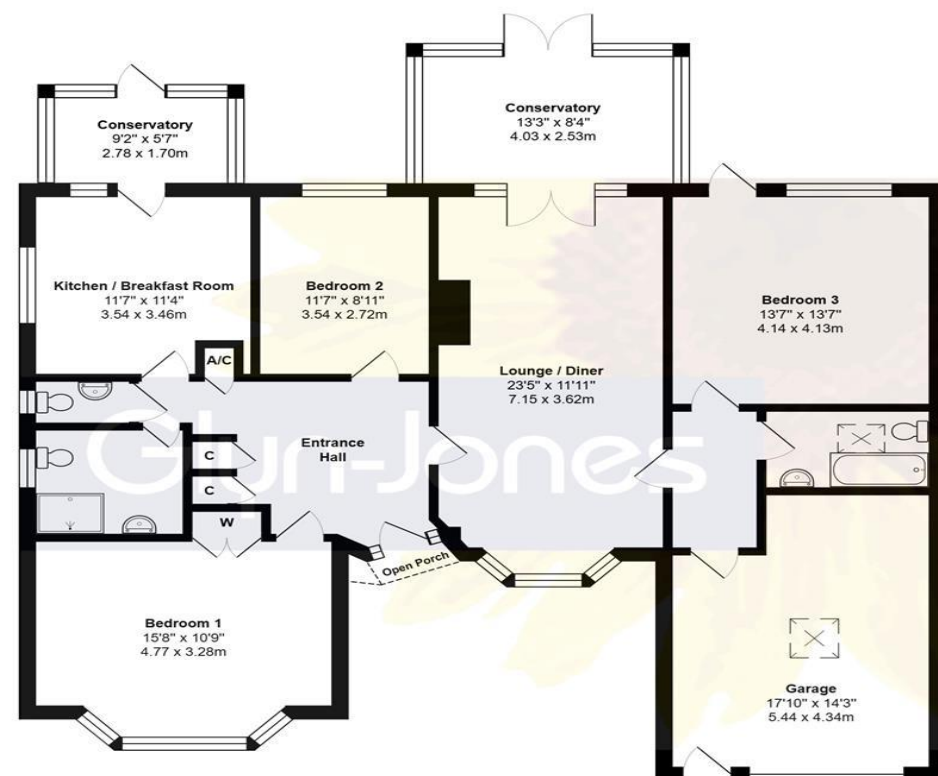 Conservatory
13'3" x 8'4"
4.03 x 2.53m
Conservatory
9'2" x 5'7"
2.78 x 1.70m
Kitchen / Breakfast Room
11'7" x 11'4"
3.54 x 3.46m
Bedroom 2
11'7" x 8'11"
3.54 x 2.72m
Bedroom 3
13'7" x 13'7"
4.14 x 4.13m
A/C
Lounge / Diner
23'5" x 11'11"
7.15 x 3.62m
Entrance
Hall
Glyn-Jones
C
C
W
Open Porch
Bedroom 1
15'8" x 10'9"
4.77 x 3.28m
Garage
17'10" x 14'3"
5.44 x 4.34m